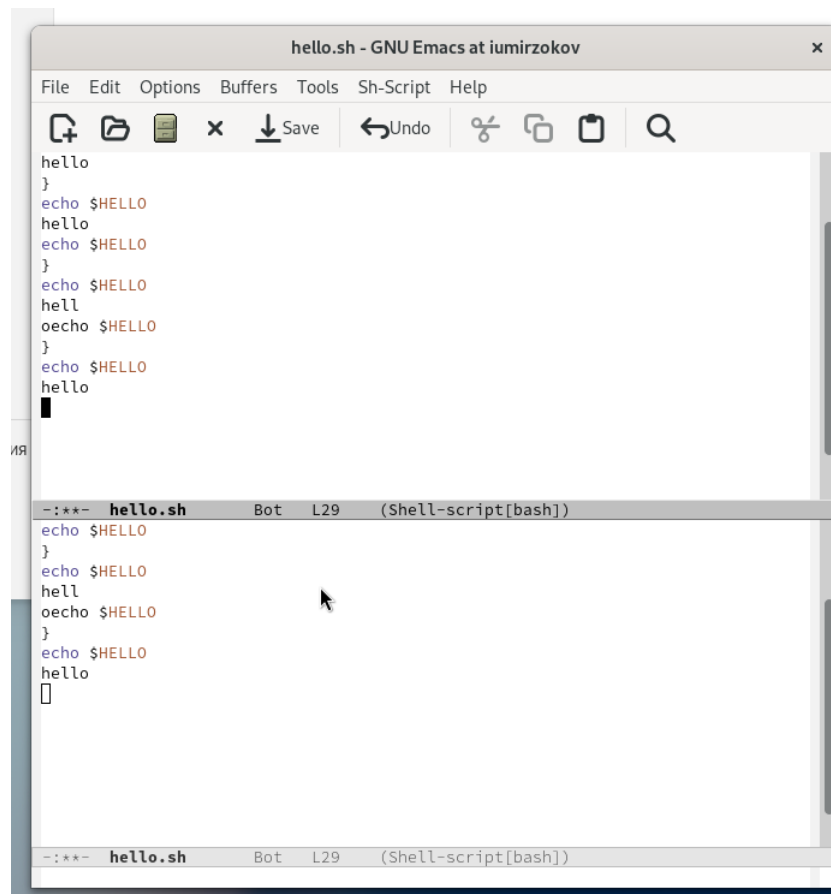 hello.sh - GNU Emacs at iumirzokov
File Edit Options Buffers Tools Sh-Script Help
Save Undo
hello
}
echo $HELLO
hello
echo $HELLO
}
echo $HELLO
hell
oecho $HELLO
}
echo $HELLO
hello
ия
-:**- hello.sh Bot L29 (Shell-script[bash])
echo $HELLO
}
echo $HELLO
hell
oecho $HELLO
}
echo $HELLO
hello
-:**- hello.sh Bot L29 (Shell-script[bash])